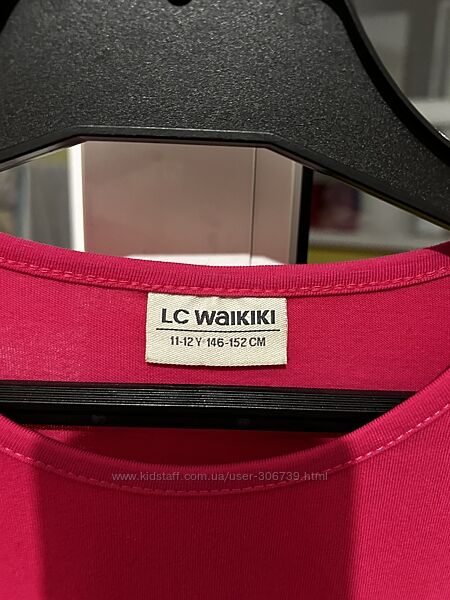 LC WAIKIKI
11-12 Y 146-152 CM
www.kidstaff.com.ua/user-306739.html